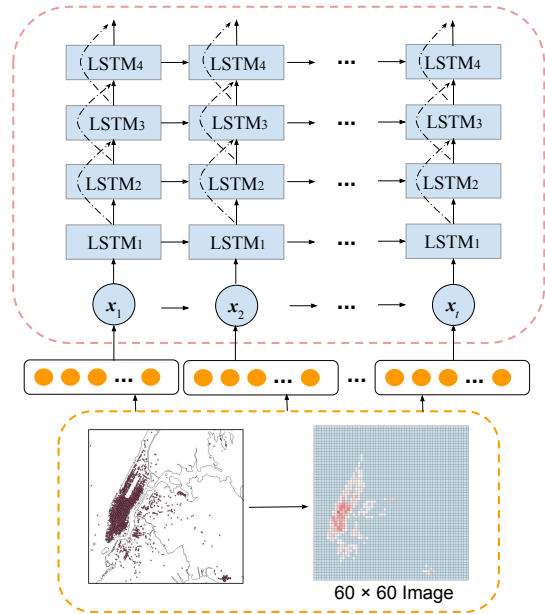 LSTM4 LSTM4 ... LSTM4
LSTM3 LSTM3 ... LSTM3
LSTM2 LSTM2 ... LSTM2
LSTM1 LSTM1 ... LSTM1
x1 x2 ... xt
... ... ... ...
60 × 60 Image